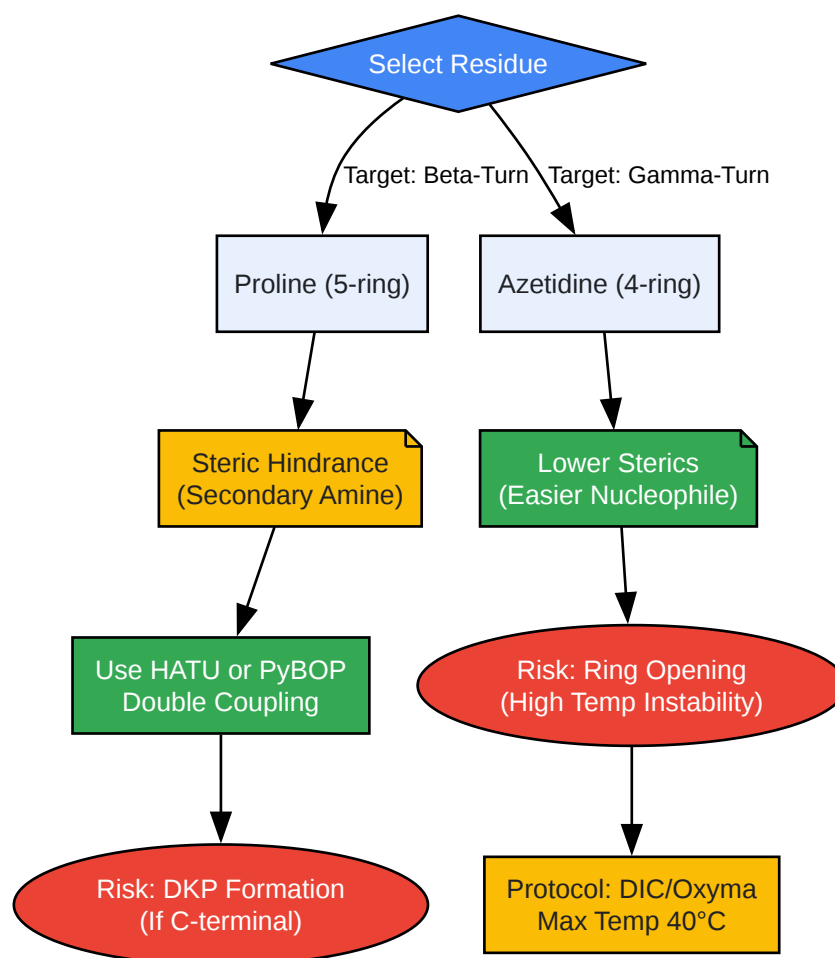 Select Residue
Target: Beta-Turn
Target: Gamma-Turn
Proline (5-ring)
Azetidine (4-ring)
Steric Hindrance
(Secondary Amine)
Lower Sterics
(Easier Nucleophile)
Use HATU or PyBOP
Double Coupling
Risk: Ring Opening
(High Temp Instability)
Risk: DKP Formation
(If C-terminal)
Protocol: DIC/Oxyma
Max Temp 40°C